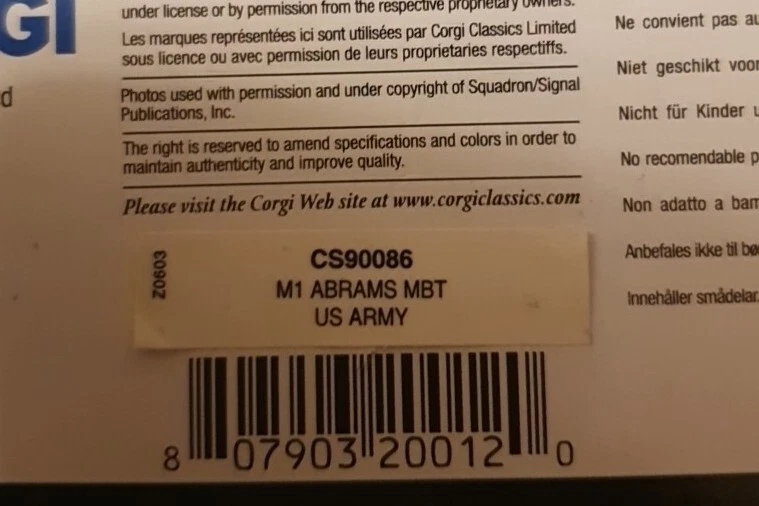 GI
d
under license or by permission from the respective proprietary owners.
Les marques représentées ici sont utilisées par Corgi Classics Limited
sous licence ou avec permission de leurs proprietaries respectiffs.
Photos used with permission and under copyright of Squadron/Signal
Publications, Inc.
The right is reserved to amend specifications and colors in order to
maintain authenticity and improve quality.
Please visit the Corgi Web site at www.corgiclassics.com
Z0603
CS90086
M1 ABRAMS MBT
US ARMY
8 07903 20012 0
Ne convient pas au
Niet geschikt voor
Nicht für Kinder u
No recomendable p
Non adatto a bam
Anbefales ikke til bø
Innehåller smådelar.